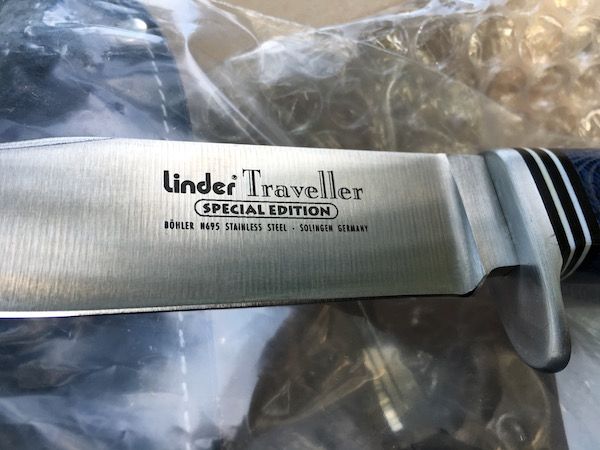 Linder® Traveller
SPECIAL EDITION
BÖHLER N695 STAINLESS STEEL · SOLINGEN GERMANY